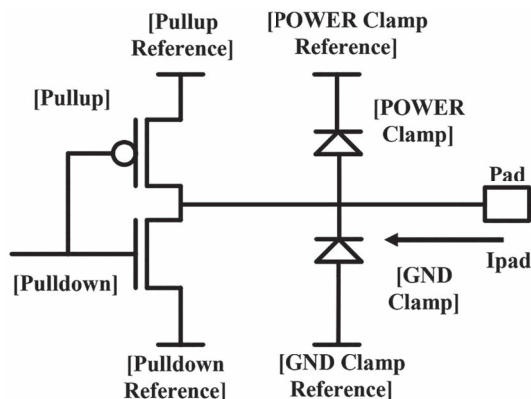 [Pullup
Reference]
[POWER Clamp
Reference]
[Pullup]
[POWER
Clamp]
Pad
[Pulldown]
Ipad
[GND
Clamp]
[Pulldown
Reference]
[GND Clamp
Reference]